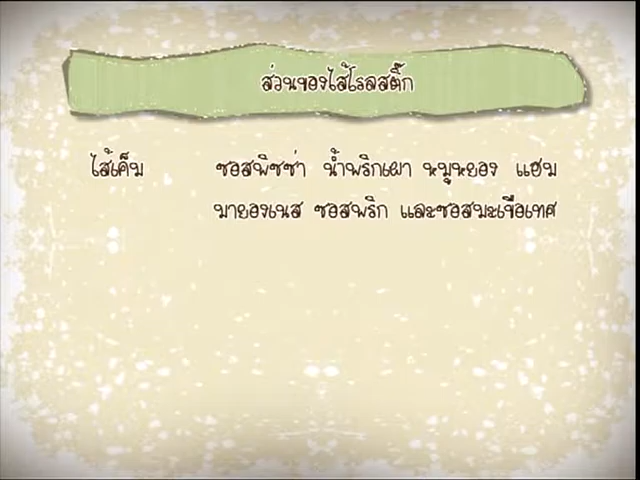 ส่วนของไส้โรลสติ๊ก
ไส้เค็ม ซอสพิซซ่า น้ำพริกเผา หมูหยอง แฮม
มายองเนส ซอสพริก และซอสมะเขือเทศ